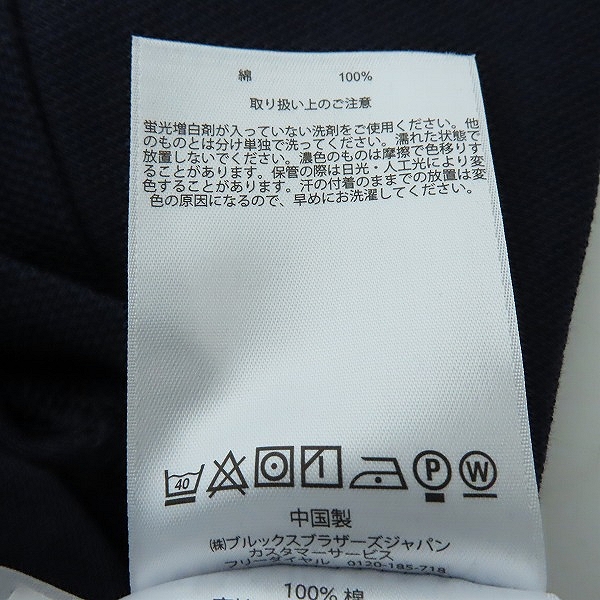 綿 100%
取り扱い上のご注意
蛍光増白剤が入っていない洗剤をご使用ください。他
のものとは分け単独で洗ってください。濡れた状態で
放置しないでください。濃色のものは摩擦で色移りす
ることがあります。保管の際は日光・人工光により変
色することがあります。汗の付着のままでの放置は変
色の原因になるので、早めにお洗濯してください。
40 P W
中国製
㈱ブルックスブラザーズジャパン
カスタマーサービス
フリーダイヤル 0120-185-718
100% 棉